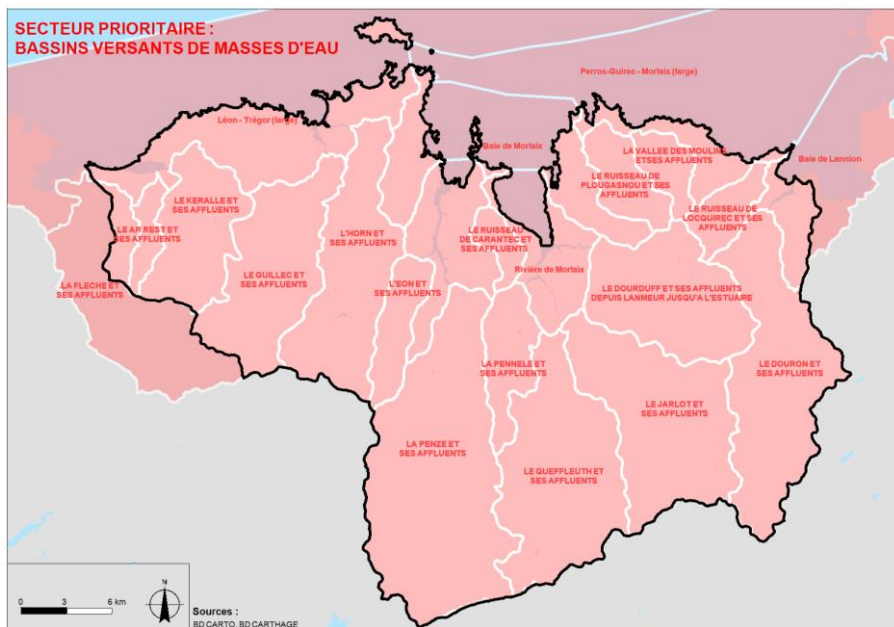 SECTEUR PRIORITAIRE :
BASSINS VERSANTS DE MASSES D'EAU
Perros-Guirec - Morlaix (large)
Léon - Trégor (large)
Baie de Morlaix
LA VALLEE DES MOULINS
ET SES AFFLUENTS
Baie de Lannion
LE RUISSEAU DE
PLOUGASNOU ET SES
AFFLUENTS
LE KERALLE ET
SES AFFLUENTS
LE RUISSEAU DE
LOCQUIREC ET SES
AFFLUENTS
LE AR REST ET
SES AFFLUENTS
L'HORN ET
SES AFFLUENTS
LE RUISSEAU
DE CARANTEC ET
SES AFFLUENTS
LE GUILLEC ET
SES AFFLUENTS
Rivière de Morlaix
LA FLECHE ET
SES AFFLUENTS
L'EON ET
SES AFFLUENTS
LE DOURDUFF ET SES AFFLUENTS
DEPUIS LANMEUR JUSQU'A L'ESTUAIRE
LA PENNELE ET
SES AFFLUENTS
LE DOURON ET
SES AFFLUENTS
LE JARLOT ET
SES AFFLUENTS
LA PENZE ET
SES AFFLUENTS
LE QUEFFLEUTH ET
SES AFFLUENTS
N
0 3 6 km
Sources :
BD CARTO, BD CARTHAGE